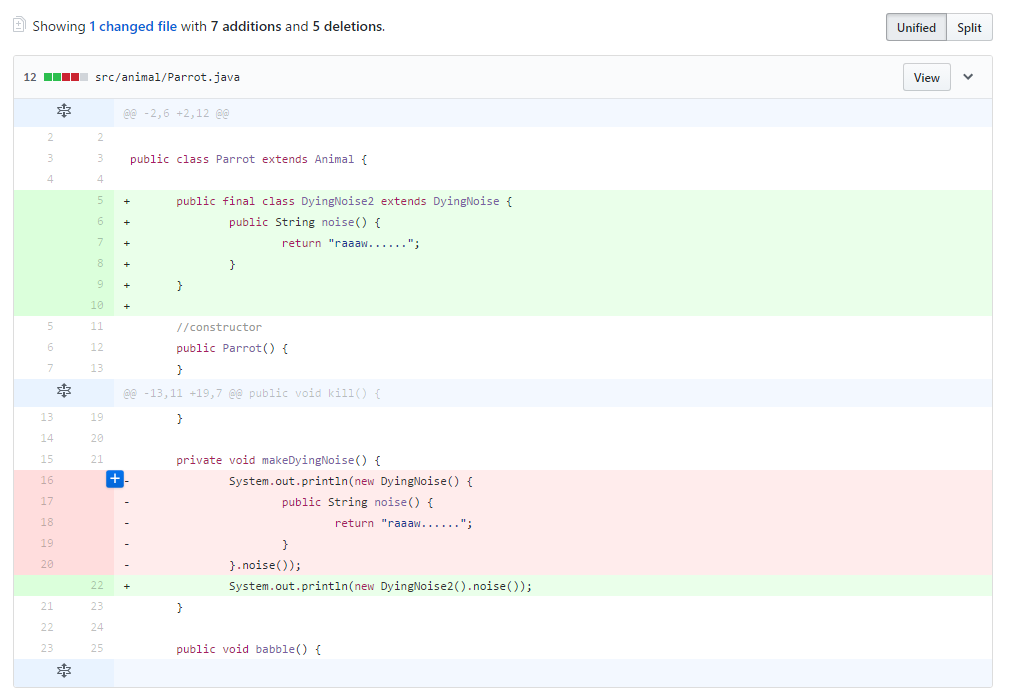 Showing 1 changed file with 7 additions and 5 deletions.
Unified Split
12 src/animal/Parrot.java View
@@ -2,6 +2,12 @@
2 2
3 3 public class Parrot extends Animal {
4 4
5 + public final class DyingNoise2 extends DyingNoise {
6 + public String noise() {
7 + return "raaaw......";
8 + }
9 + }
10 +
5 11 //constructor
6 12 public Parrot() {
7 13 }
@@ -13,11 +19,7 @@ public void kill() {
13 19 }
14 20
15 21 private void makeDyingNoise() {
16 + - System.out.println(new DyingNoise() {
17 - public String noise() {
18 - return "raaaw......";
19 - }
20 - }.noise());
22 + System.out.println(new DyingNoise2().noise());
21 23 }
22 24
23 25 public void babble() {